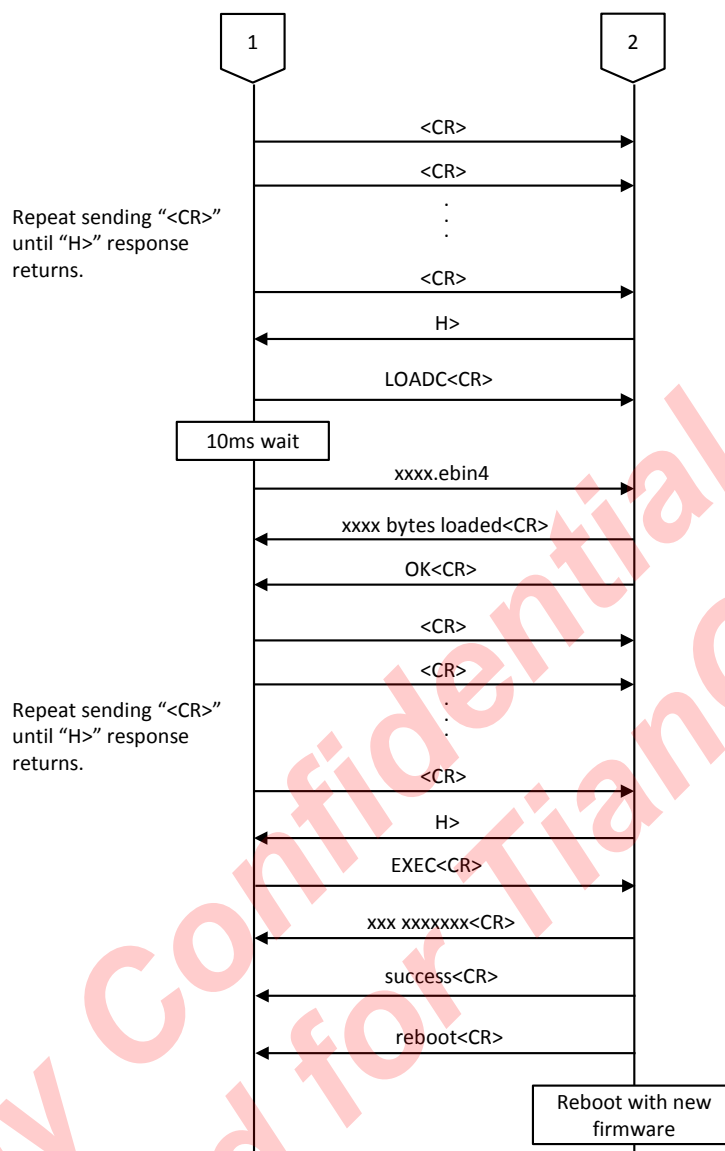 1
2
<CR>
<CR>
.
.
.
Repeat sending “<CR>”
until “H>” response
returns.
<CR>
H>
LOADC<CR>
10ms wait
xxxx.ebin4
xxxx bytes loaded<CR>
OK<CR>
<CR>
<CR>
.
.
.
Repeat sending “<CR>”
until “H>” response
returns.
<CR>
H>
EXEC<CR>
xxx xxxxxxx<CR>
success<CR>
reboot<CR>
Reboot with new
firmware
Confidential
for